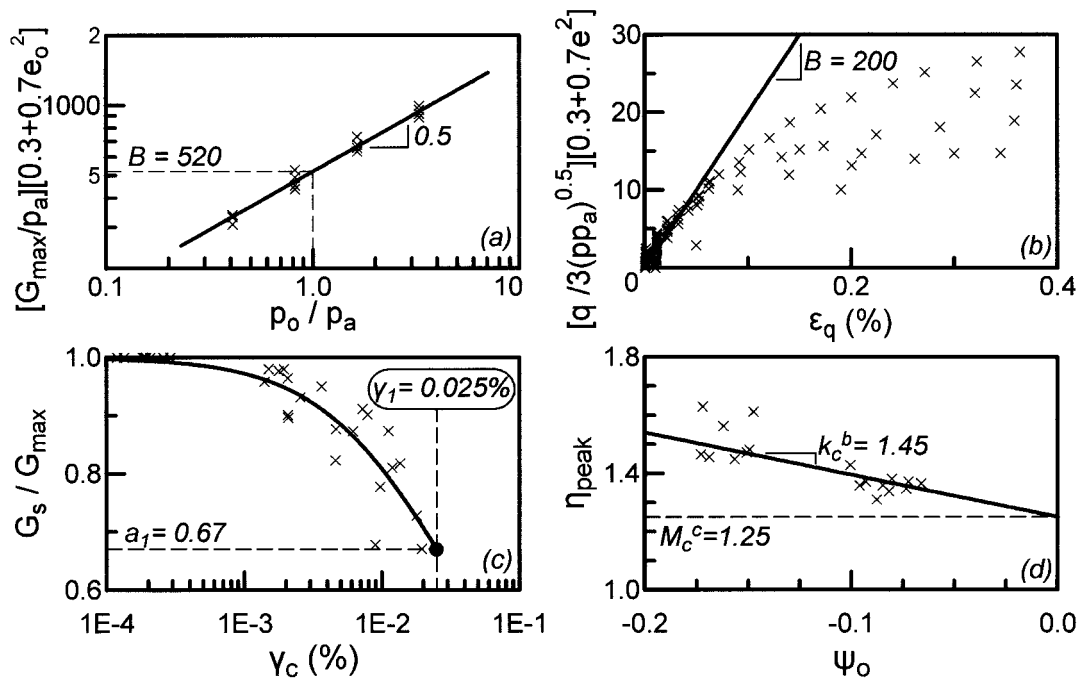 [G_max/p_a][0.3+0.7e_o^2]
2
1000
5
B = 520
0.5
(a)
0.1
1.0
10
p_o / p_a
[q /3(pp_a)^0.5][0.3+0.7e^2]
30
20
10
0
B = 200
(b)
0
0.2
0.4
ε_q (%)
G_s / G_max
1.0
0.8
0.6
γ_1= 0.025%
a_1= 0.67
(c)
1E-4
1E-3
1E-2
1E-1
γ_c (%)
η_peak
1.8
1.6
1.4
1.0
k_c^b= 1.45
M_c^c=1.25
(d)
-0.2
-0.1
0.0
ψ_o